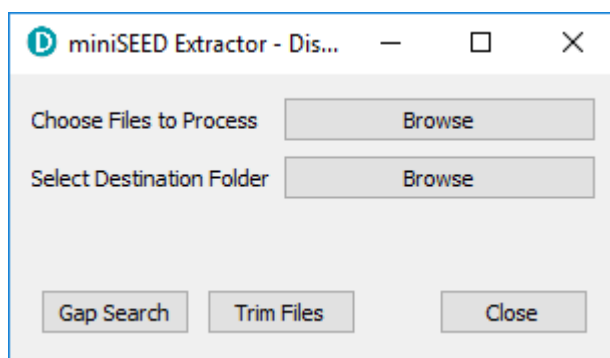 D miniSEED Extractor - Dis...
Choose Files to Process Browse
Select Destination Folder Browse
Gap Search Trim Files Close